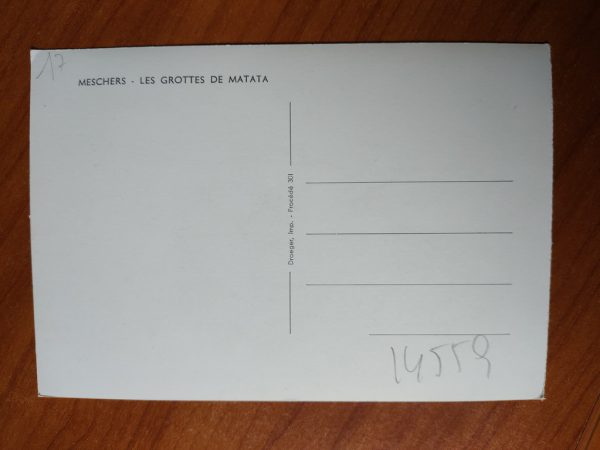 17
MESCHERS - LES GROTTES DE MATATA
Draeger, Imp. - Procédé 301
14559